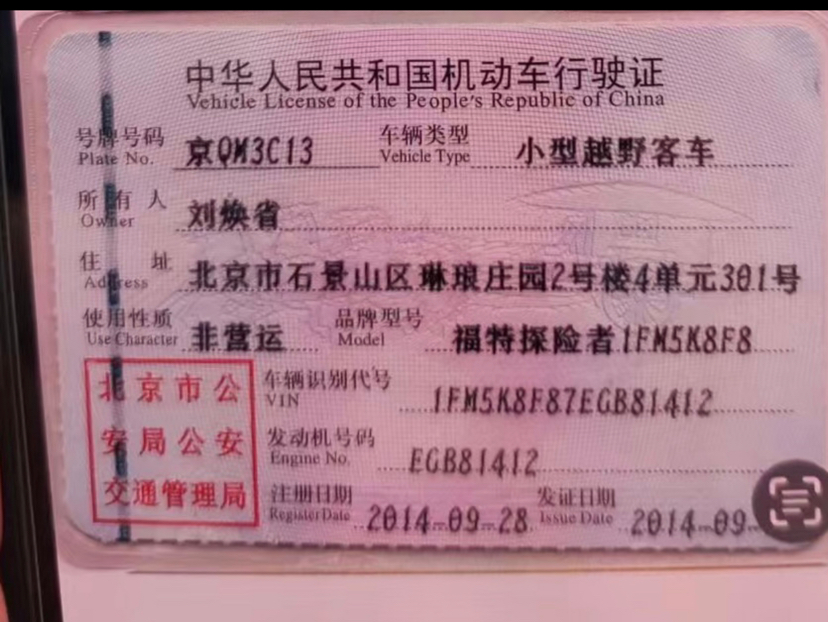 中华人民共和国机动车行驶证
Vehicle License of the People's Republic of China
号牌号码 京QM3C13 车辆类型 小型越野客车
Plate No. Vehicle Type
所有人 刘焕省
Owner
住址 北京市石景山区琳琅庄园2号楼4单元301号
Address
使用性质 非营运 品牌型号 福特探险者1FM5K8F8
Use Character Model
北京市公安局公安交通管理局
车辆识别代号 1FM5K8F87EGB81412
VIN
发动机号码 EGB81412
Engine No.
注册日期 2014-09-28 发证日期 2014-09-
Register Date Issue Date